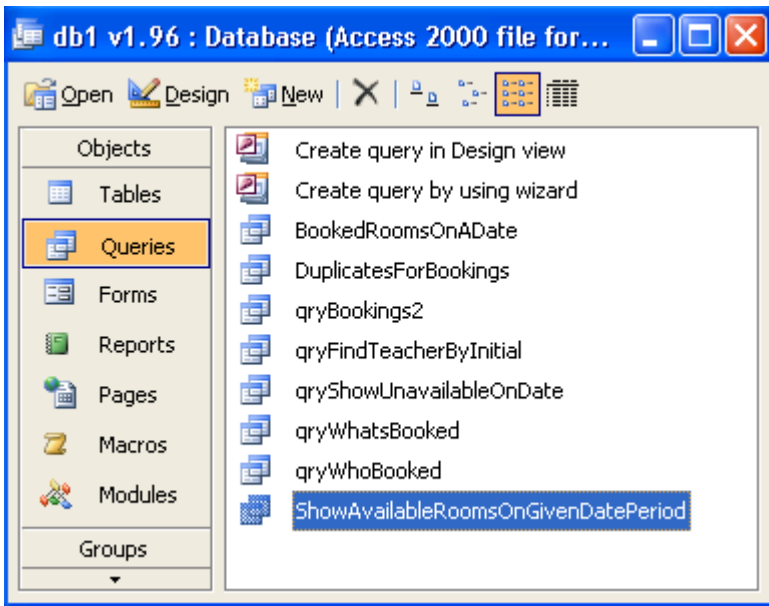 db1 v1.96 : Database (Access 2000 file for...
Open Design New
Objects
Tables
Queries
Forms
Reports
Pages
Macros
Modules
Groups
Create query in Design view
Create query by using wizard
BookedRoomsOnADate
DuplicatesForBookings
qryBookings2
qryFindTeacherByInitial
qryShowUnavailableOnDate
qryWhatsBooked
qryWhoBooked
ShowAvailableRoomsOnGivenDatePeriod